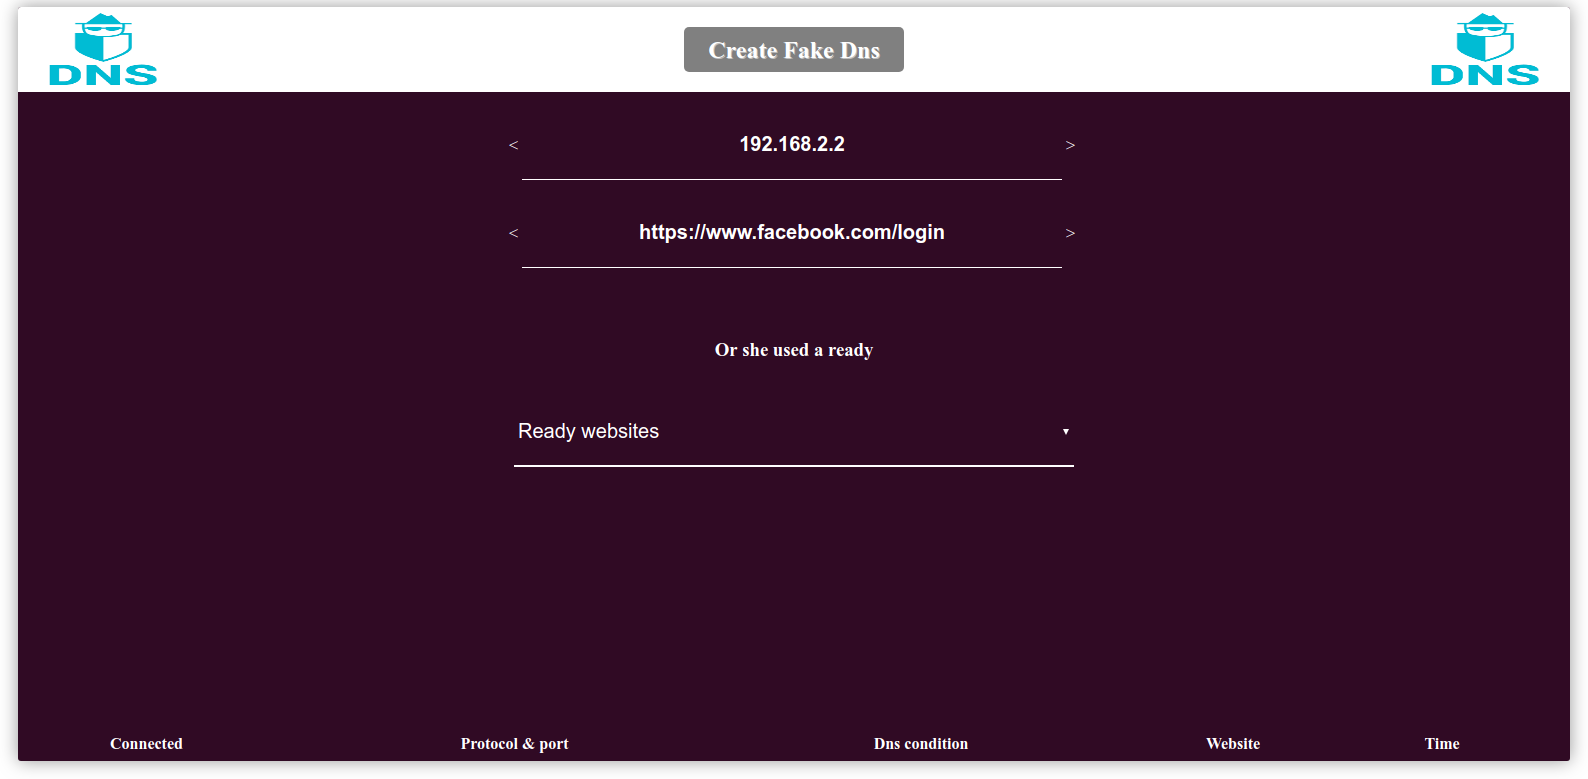 DNS
Create Fake Dns
DNS
< 192.168.2.2 >
< https://www.facebook.com/login >
Or she used a ready
Ready websites
Connected Protocol & port Dns condition Website Time